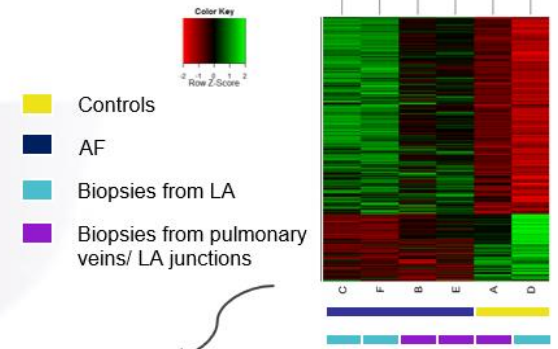 Color Key
-2 -1 0 1 2
Row Z-Score
Controls
AF
Biopsies from LA
Biopsies from pulmonary
veins/ LA junctions
C F B E A D